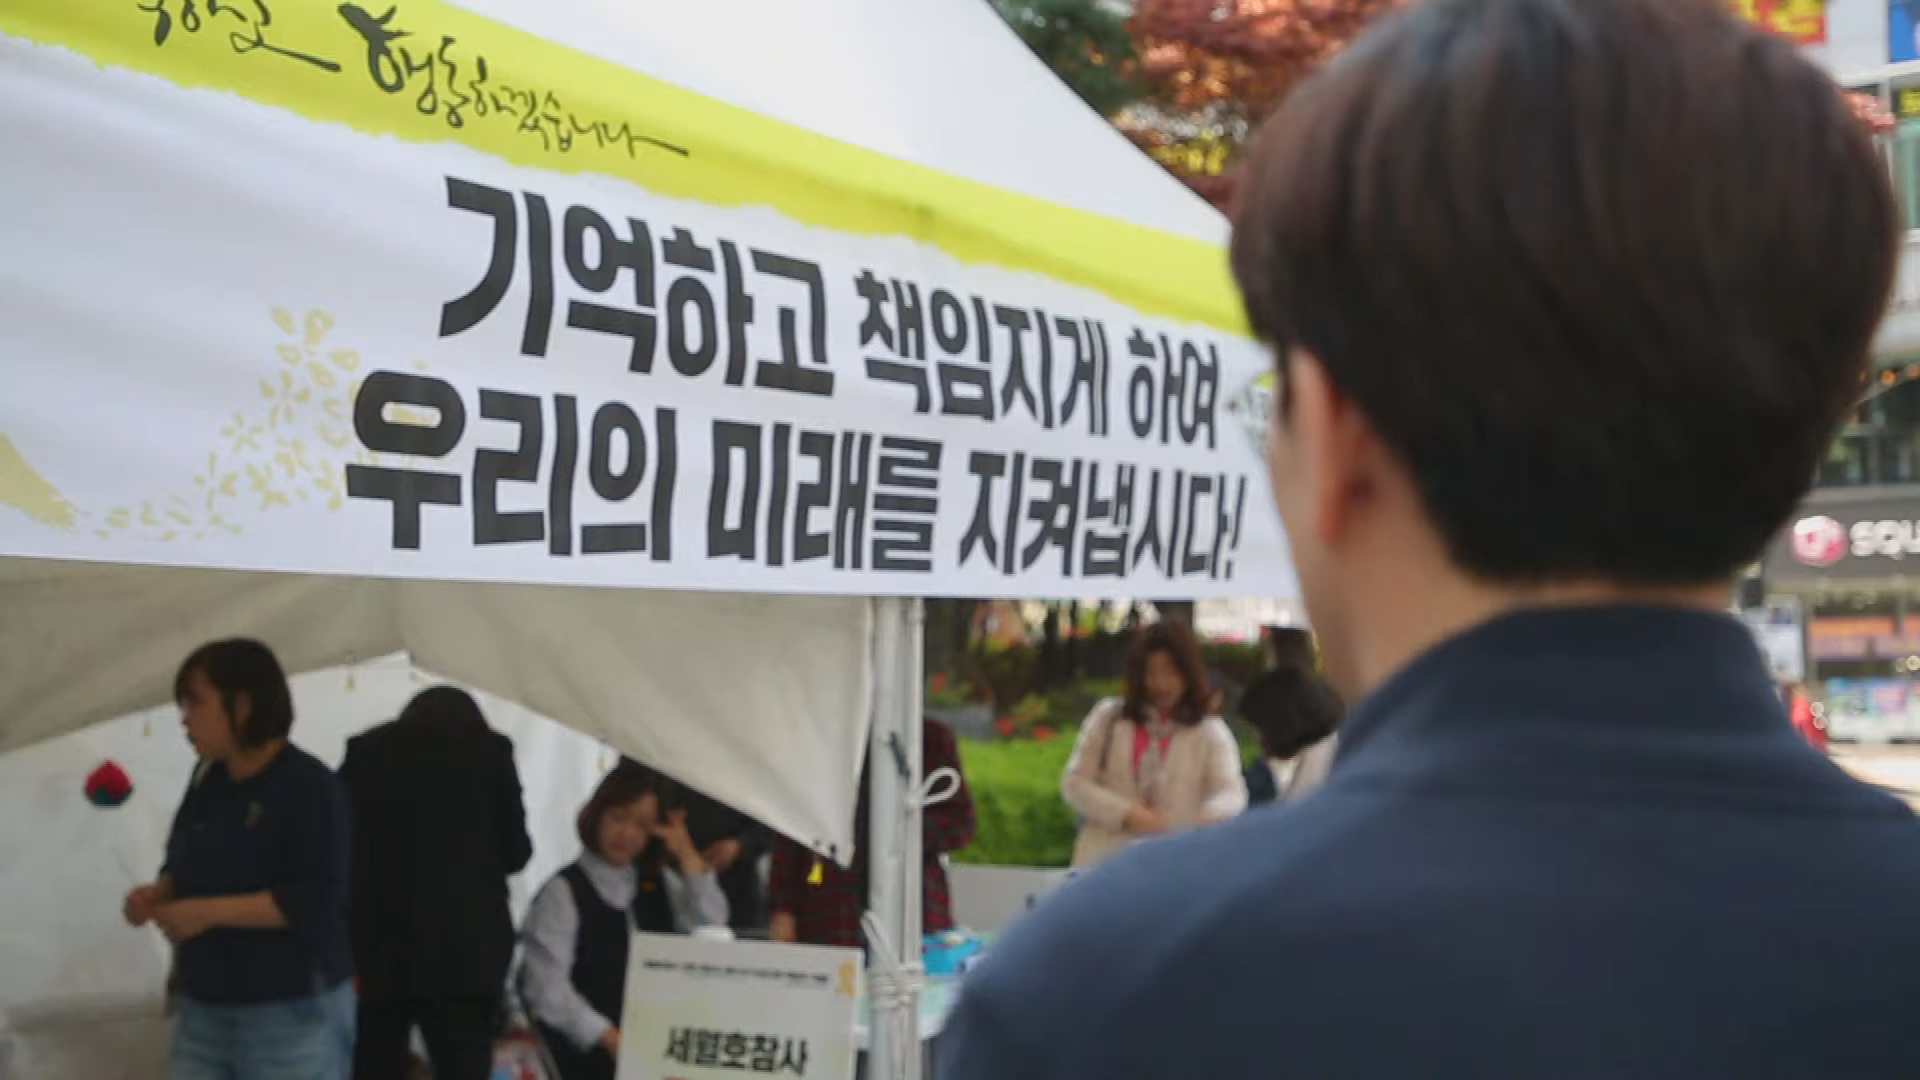 행동하겠습니다
기억하고 책임지게 하여
우리의 미래를 지켜냅시다!
세월호참사